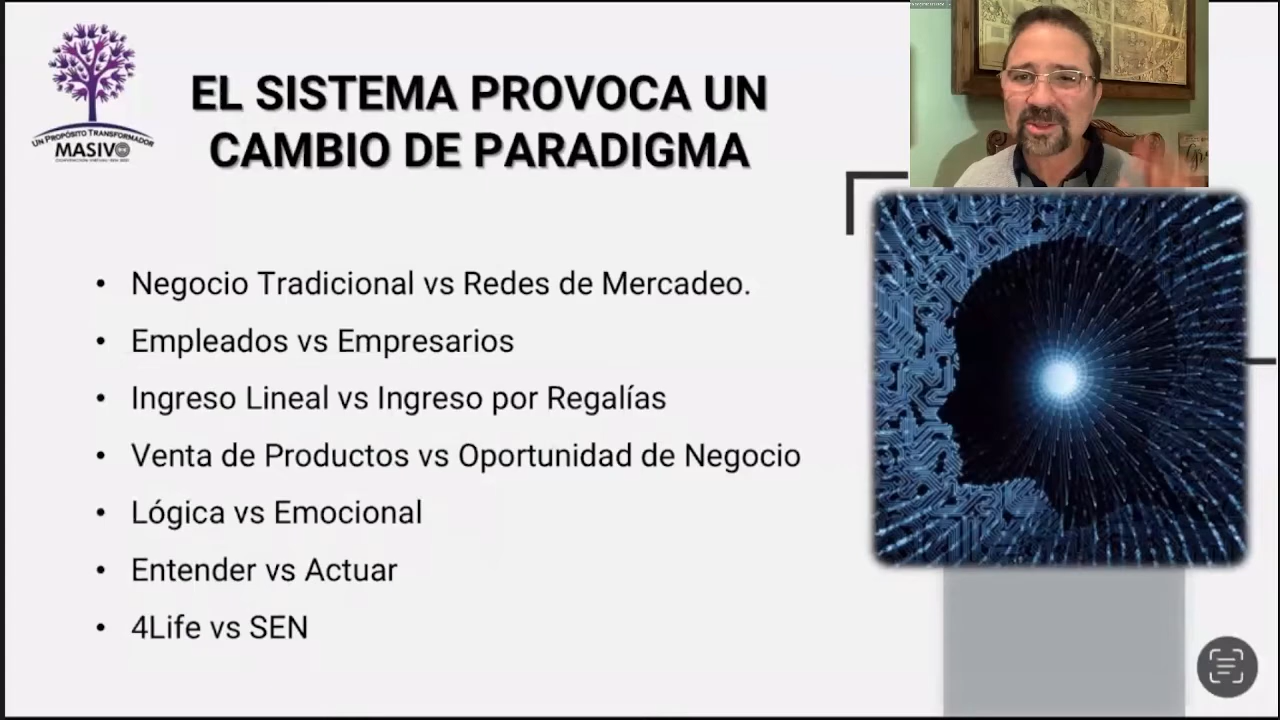 EL SISTEMA PROVOCA UN
CAMBIO DE PARADIGMA
UN PROPÓSITO TRANSFORMADOR
MASIVO
• Negocio Tradicional vs Redes de Mercadeo.
• Empleados vs Empresarios
• Ingreso Lineal vs Ingreso por Regalías
• Venta de Productos vs Oportunidad de Negocio
• Lógica vs Emocional
• Entender vs Actuar
• 4Life vs SEN